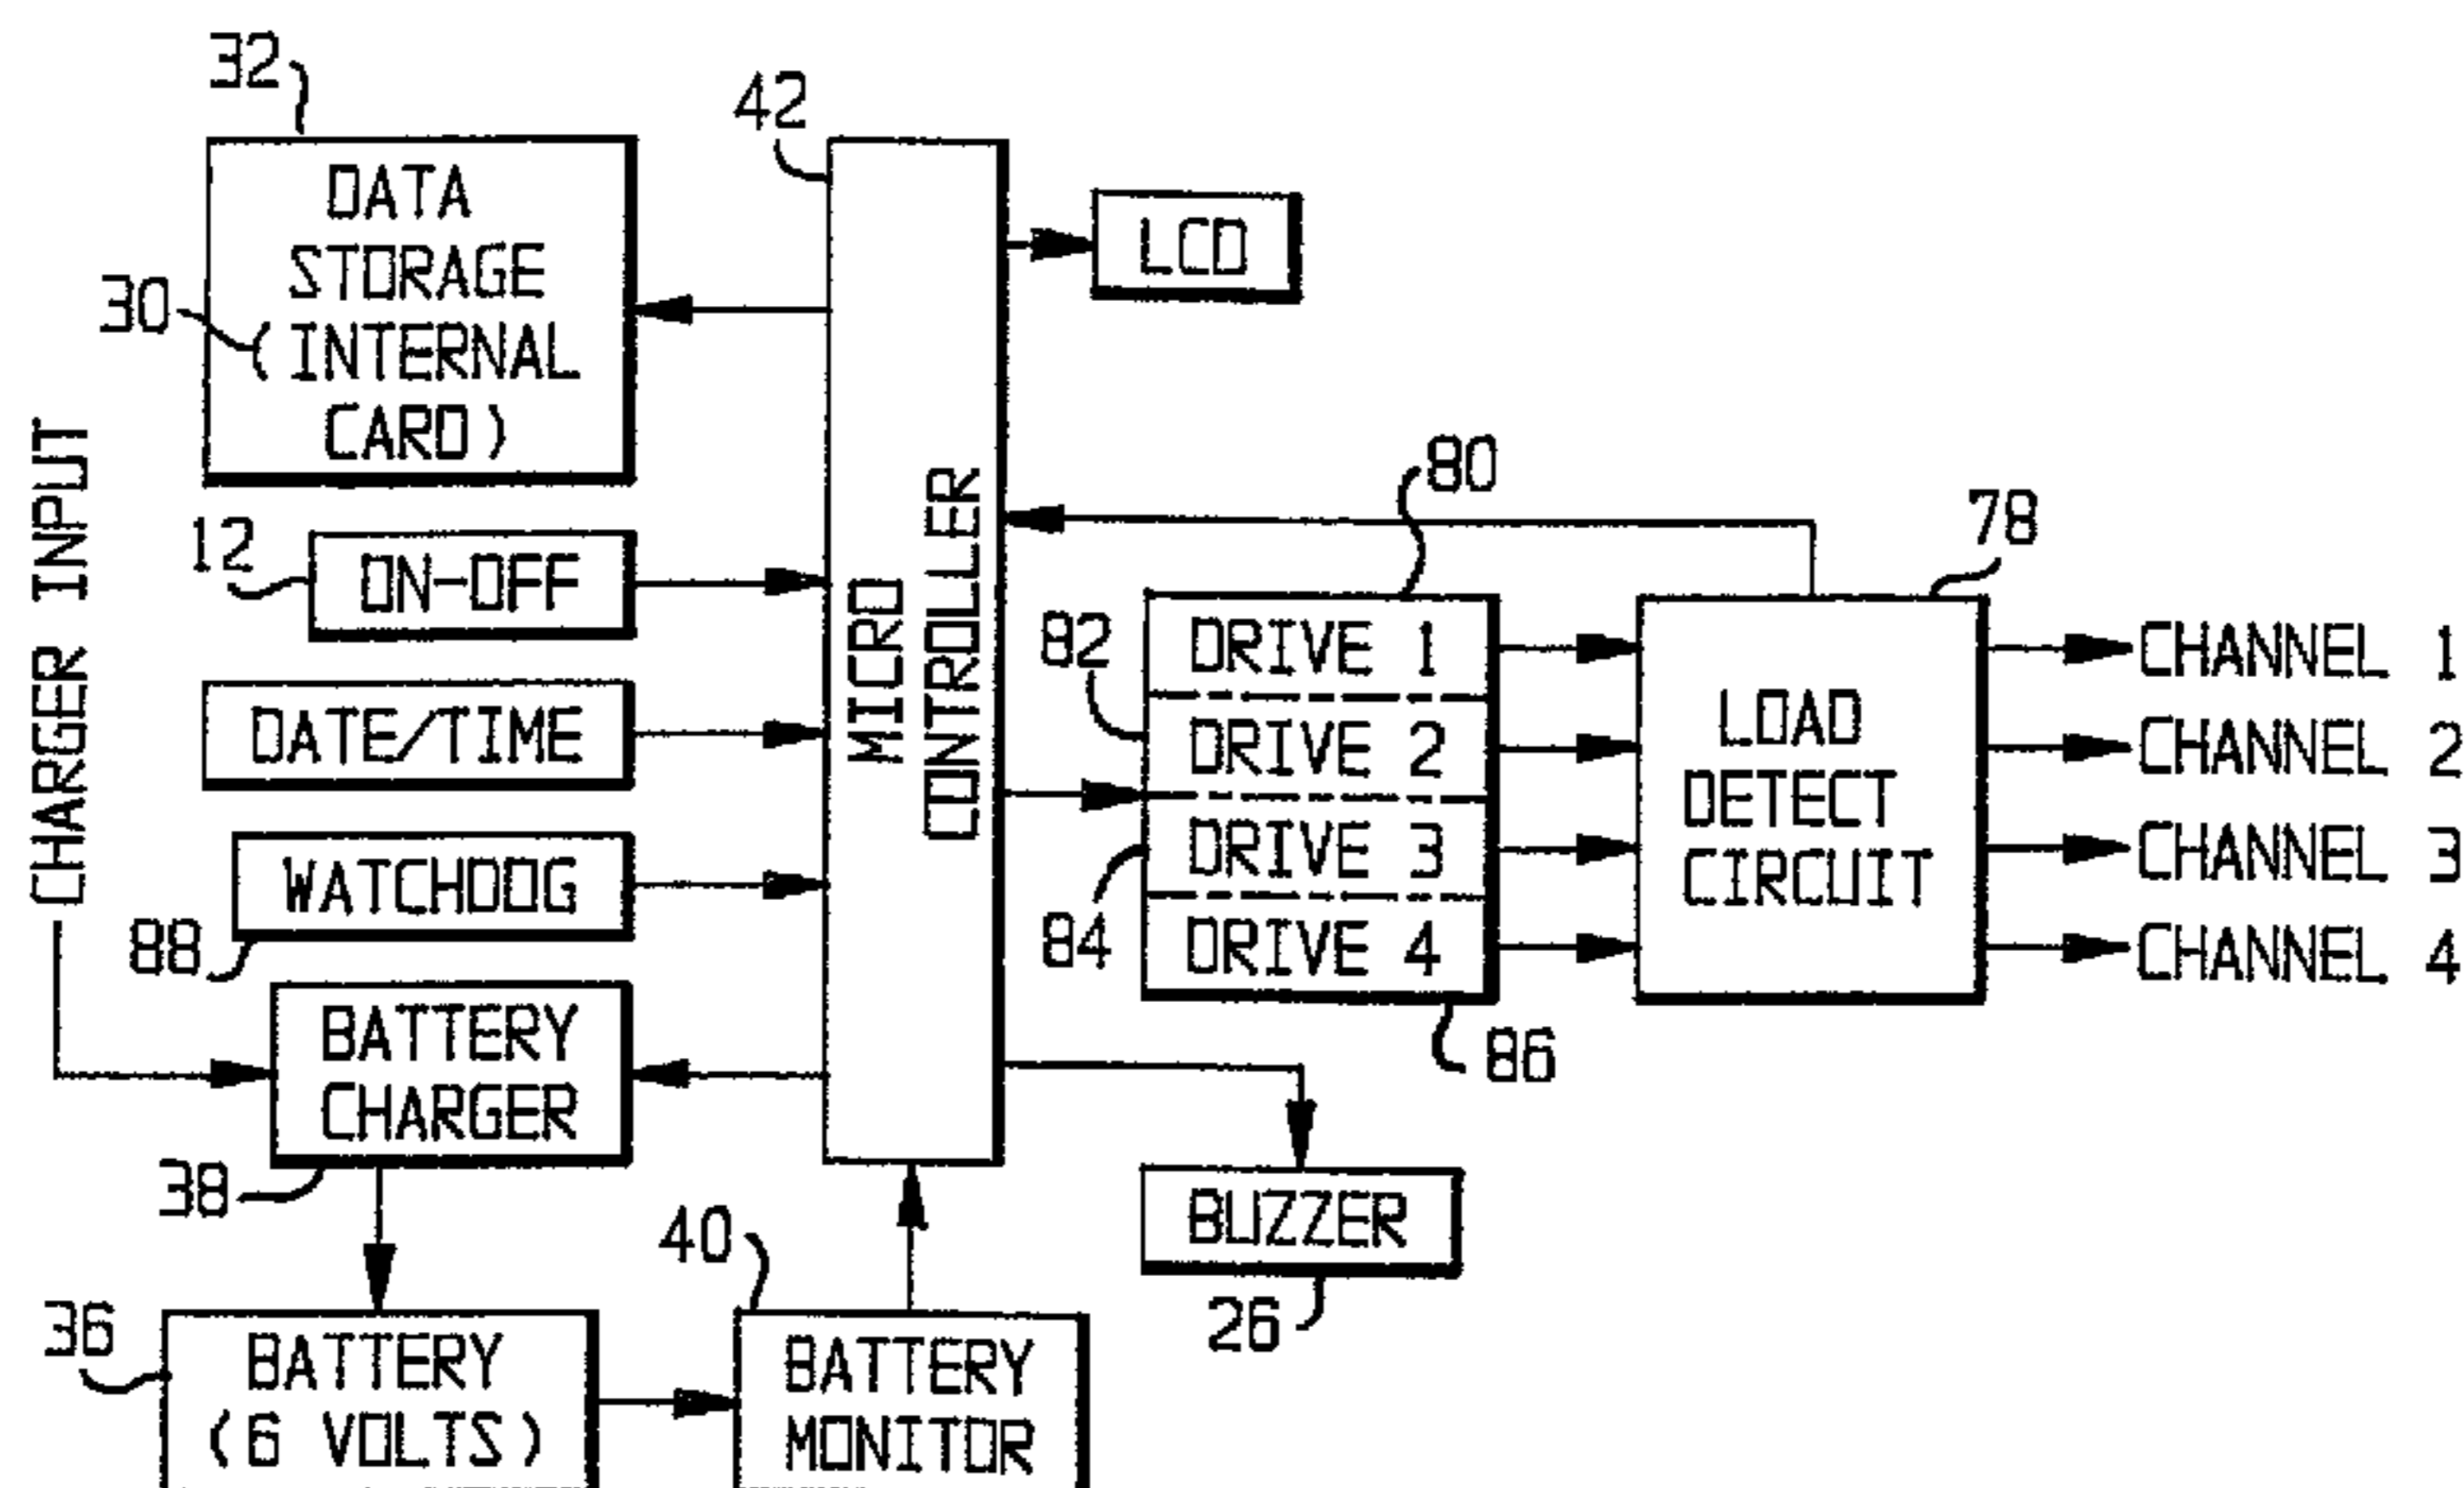 32
42
DATA
STORAGE
(INTERNAL
CARD)
30
LCD
CHARGER INPUT
12
ON-OFF
MICRO
CONTROLLER
80
78
DATE/TIME
82
DRIVE 1
DRIVE 2
DRIVE 3
DRIVE 4
84
86
LOAD
DETECT
CIRCUIT
CHANNEL 1
CHANNEL 2
CHANNEL 3
CHANNEL 4
WATCHDOG
88
BATTERY
CHARGER
38
BUZZER
26
40
36
BATTERY
(6 VOLTS)
BATTERY
MONITOR